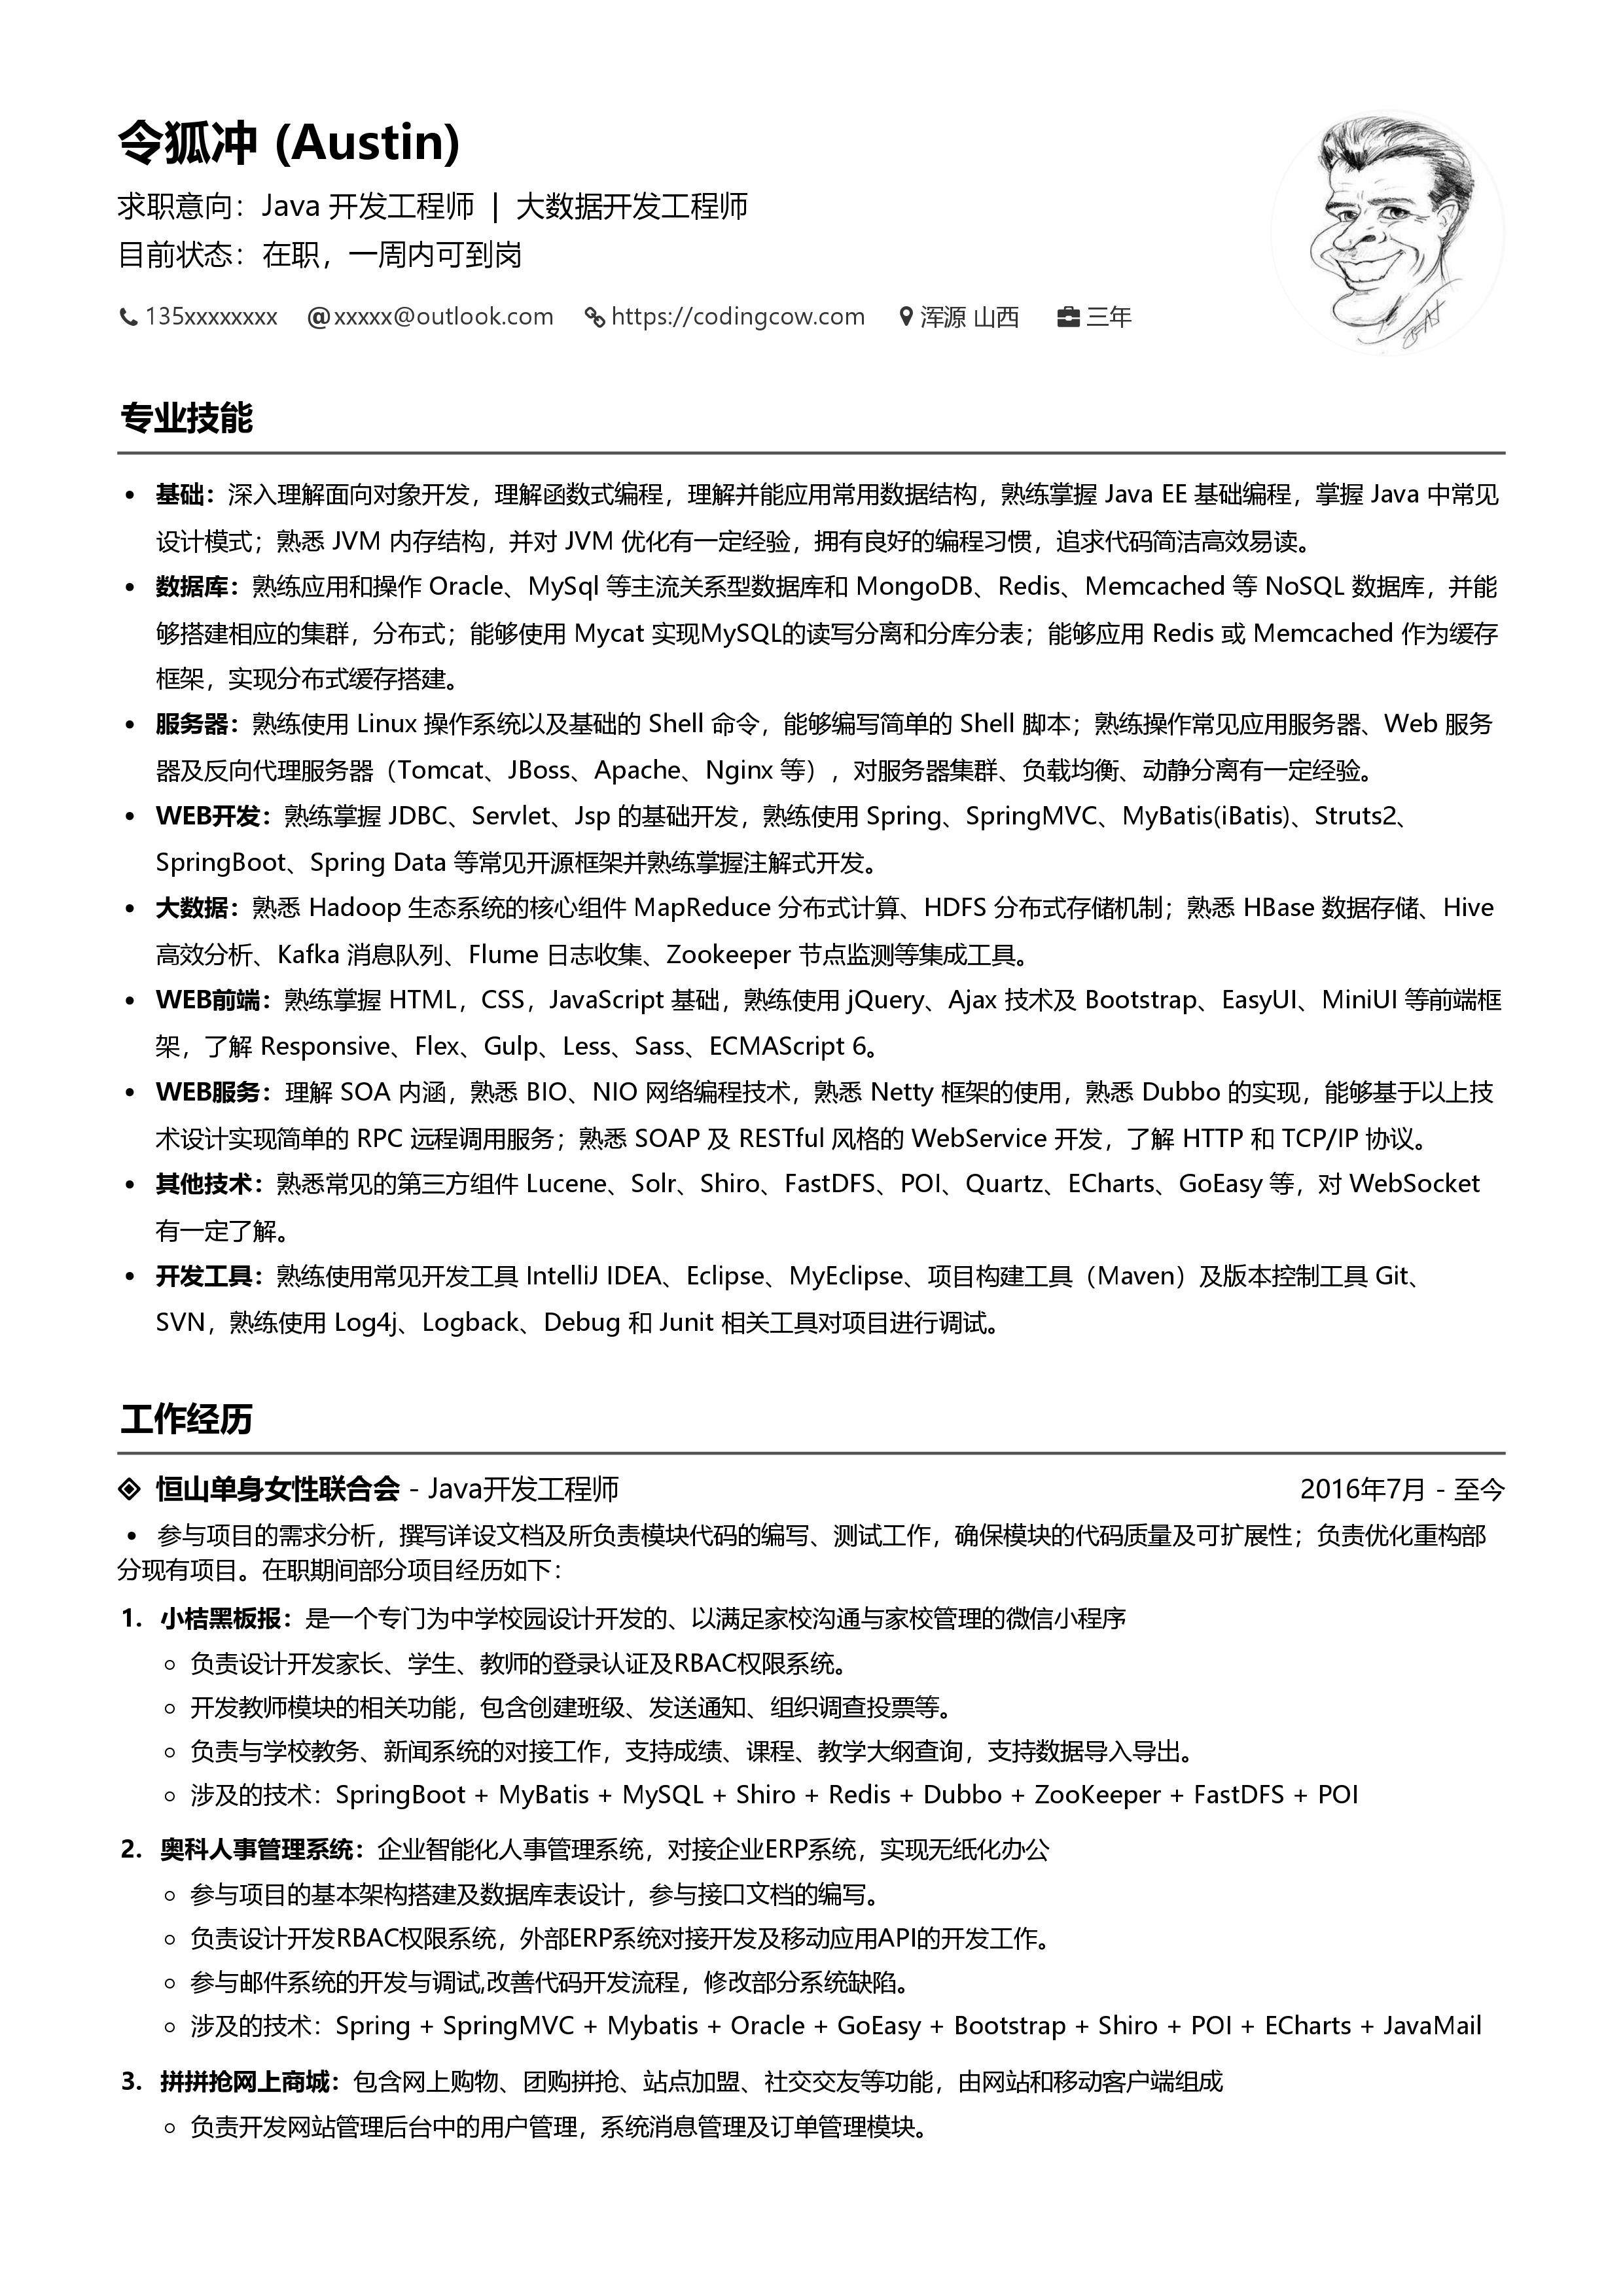 令狐冲 (Austin)
求职意向：Java 开发工程师 | 大数据开发工程师
目前状态：在职，一周内可到岗
135xxxxxxxx @xxxxx@outlook.com https://codingcow.com 浑源 山西 三年
专业技能
• 基础：深入理解面向对象开发，理解函数式编程，理解并能应用常用数据结构，熟练掌握 Java EE 基础编程，掌握 Java 中常见
设计模式；熟悉 JVM 内存结构，并对 JVM 优化有一定经验，拥有良好的编程习惯，追求代码简洁高效易读。
• 数据库：熟练应用和操作 Oracle、MySql 等主流关系型数据库和 MongoDB、Redis、Memcached 等 NoSQL 数据库，并能
够搭建相应的集群，分布式；能够使用 Mycat 实现MySQL的读写分离和分库分表；能够应用 Redis 或 Memcached 作为缓存
框架，实现分布式缓存搭建。
• 服务器：熟练使用 Linux 操作系统以及基础的 Shell 命令，能够编写简单的 Shell 脚本；熟练操作常见应用服务器、Web 服务
器及反向代理服务器（Tomcat、JBoss、Apache、Nginx 等），对服务器集群、负载均衡、动静分离有一定经验。
• WEB开发：熟练掌握 JDBC、Servlet、Jsp 的基础开发，熟练使用 Spring、SpringMVC、MyBatis(iBatis)、Struts2、
SpringBoot、Spring Data 等常见开源框架并熟练掌握注解式开发。
• 大数据：熟悉 Hadoop 生态系统的核心组件 MapReduce 分布式计算、HDFS 分布式存储机制；熟悉 HBase 数据存储、Hive
高效分析、Kafka 消息队列、Flume 日志收集、Zookeeper 节点监测等集成工具。
• WEB前端：熟练掌握 HTML，CSS，JavaScript 基础，熟练使用 jQuery、Ajax 技术及 Bootstrap、EasyUI、MiniUI 等前端框
架，了解 Responsive、Flex、Gulp、Less、Sass、ECMAScript 6。
• WEB服务：理解 SOA 内涵，熟悉 BIO、NIO 网络编程技术，熟悉 Netty 框架的使用，熟悉 Dubbo 的实现，能够基于以上技
术设计实现简单的 RPC 远程调用服务；熟悉 SOAP 及 RESTful 风格的 WebService 开发，了解 HTTP 和 TCP/IP 协议。
• 其他技术：熟悉常见的第三方组件 Lucene、Solr、Shiro、FastDFS、POI、Quartz、ECharts、GoEasy 等，对 WebSocket
有一定了解。
• 开发工具：熟练使用常见开发工具 IntelliJ IDEA、Eclipse、MyEclipse、项目构建工具（Maven）及版本控制工具 Git、
SVN，熟练使用 Log4j、Logback、Debug 和 Junit 相关工具对项目进行调试。
工作经历
恒山单身女性联合会 - Java开发工程师 2016年7月 - 至今
• 参与项目的需求分析，撰写详设文档及所负责模块代码的编写、测试工作，确保模块的代码质量及可扩展性；负责优化重构部
分现有项目。在职期间部分项目经历如下：
1. 小桔黑板报：是一个专门为中学校园设计开发的、以满足家校沟通与家校管理的微信小程序
○ 负责设计开发家长、学生、教师的登录认证及RBAC权限系统。
○ 开发教师模块的相关功能，包含创建班级、发送通知、组织调查投票等。
○ 负责与学校教务、新闻系统的对接工作，支持成绩、课程、教学大纲查询，支持数据导入导出。
○ 涉及的技术：SpringBoot + MyBatis + MySQL + Shiro + Redis + Dubbo + ZooKeeper + FastDFS + POI
2. 奥科人事管理系统：企业智能化人事管理系统，对接企业ERP系统，实现无纸化办公
○ 参与项目的基本架构搭建及数据库表设计，参与接口文档的编写。
○ 负责设计开发RBAC权限系统，外部ERP系统对接开发及移动应用API的开发工作。
○ 参与邮件系统的开发与调试,改善代码开发流程，修改部分系统缺陷。
○ 涉及的技术：Spring + SpringMVC + Mybatis + Oracle + GoEasy + Bootstrap + Shiro + POI + ECharts + JavaMail
3. 拼拼抢网上商城：包含网上购物、团购拼抢、站点加盟、社交交友等功能，由网站和移动客户端组成
○ 负责开发网站管理后台中的用户管理，系统消息管理及订单管理模块。